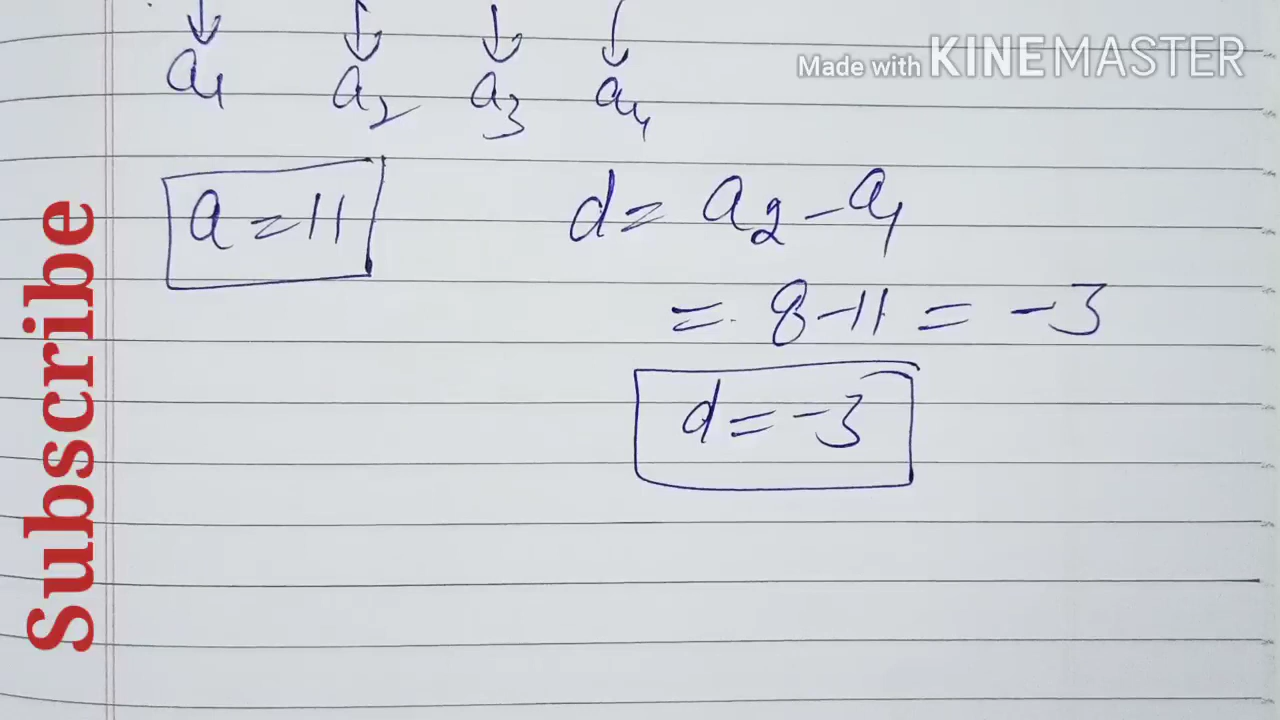 Made with KINEMASTER
↓ ↓ ↓ ↓
a₁ a₂ a₃ a₄
a = 11
d = a₂ - a₁
= 8 - 11 = -3
d = -3
Subscribe